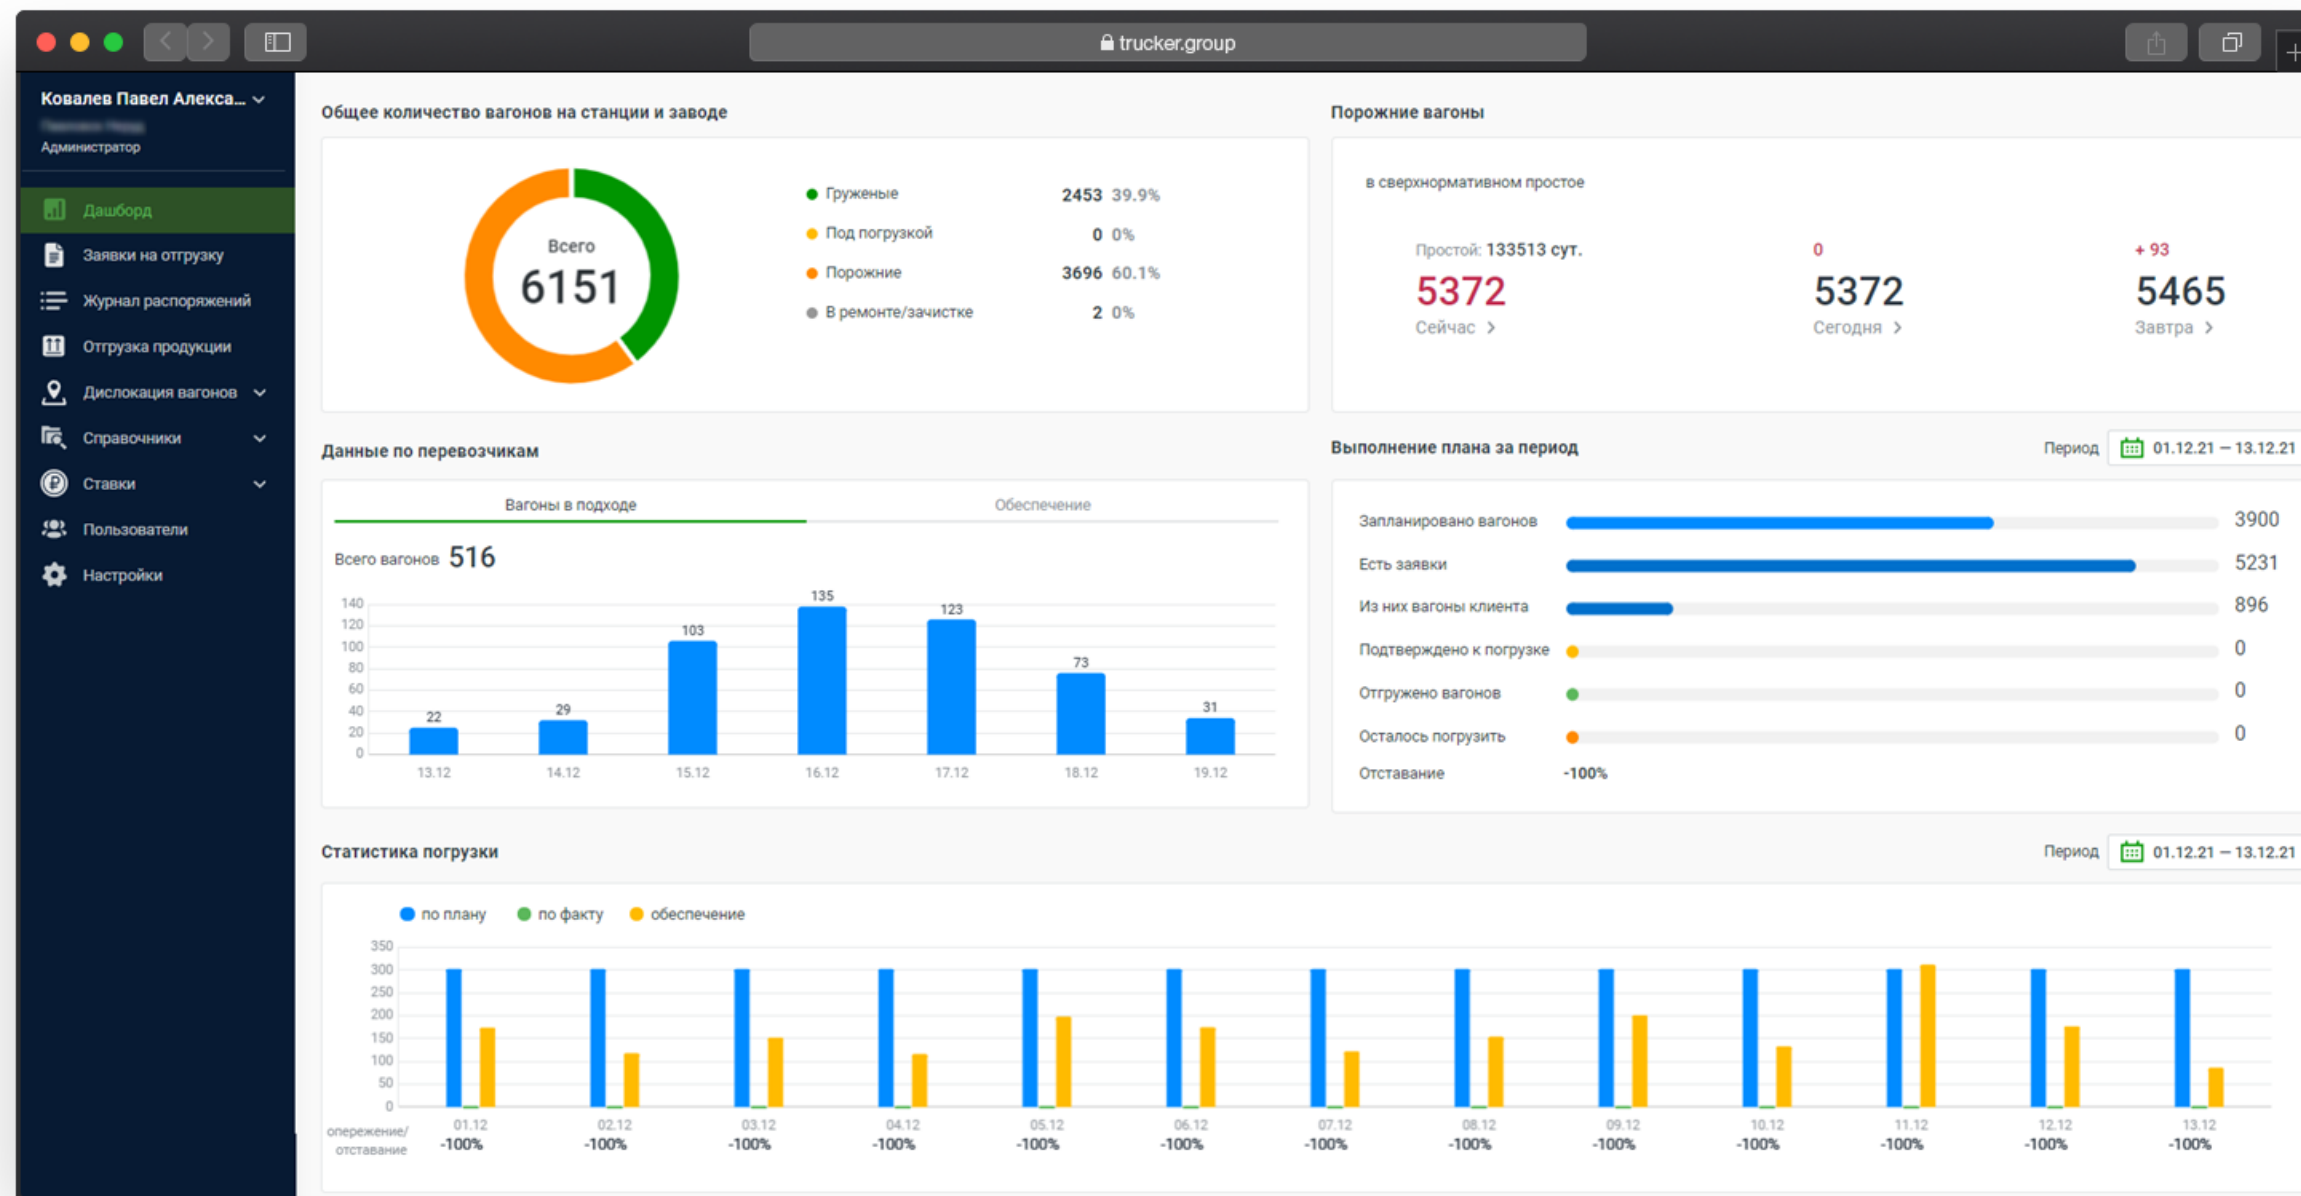 trucker.group
Ковалев Павел Алекса...
Администратор
Дашборд
Заявки на отгрузку
Журнал распоряжений
Отгрузка продукции
Дислокация вагонов
Справочники
Ставки
Пользователи
Настройки
Общее количество вагонов на станции и заводе
Всего
6151
Груженые 2453 39.9%
Под погрузкой 0 0%
Порожние 3696 60.1%
В ремонте/зачистке 2 0%
Порожние вагоны
в сверхнормативном простое
Простой: 133513 сут.
5372
Сейчас >
0
5372
Сегодня >
+ 93
5465
Завтра >
Данные по перевозчикам
Вагоны в подходе Обеспечение
Всего вагонов 516
140
120
100
80
60
40
20
0
22 29 103 135 123 73 31
13.12 14.12 15.12 16.12 17.12 18.12 19.12
Выполнение плана за период
Период 01.12.21 – 13.12.21
Запланировано вагонов 3900
Есть заявки 5231
Из них вагоны клиента 896
Подтверждено к погрузке 0
Отгружено вагонов 0
Осталось погрузить 0
Отставание -100%
Статистика погрузки
Период 01.12.21 – 13.12.21
по плану по факту обеспечение
350
300
250
200
150
100
50
0
01.12 02.12 03.12 04.12 05.12 06.12 07.12 08.12 09.12 10.12 11.12 12.12 13.12
опережение/
отставание
-100% -100% -100% -100% -100% -100% -100% -100% -100% -100% -100% -100% -100%